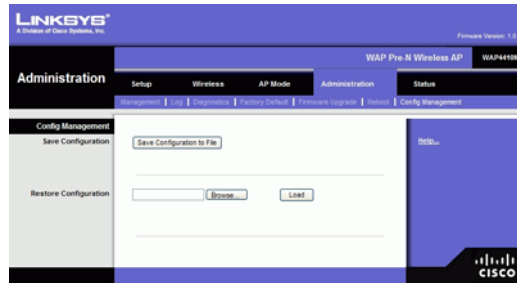 LINKSYS®
A Division of Cisco Systems, Inc.
Firmware Version: 1.0
WAP Pre-N Wireless AP
WAP4410N
Administration
Setup
Wireless
AP Mode
Administration
Status
Management | Log | Diagnostics | Factory Default | Firmware Upgrade | Reboot | Config Management
Config Management
Save Configuration
Save Configuration to File
Help...
Restore Configuration
Browse...
Load
CISCO